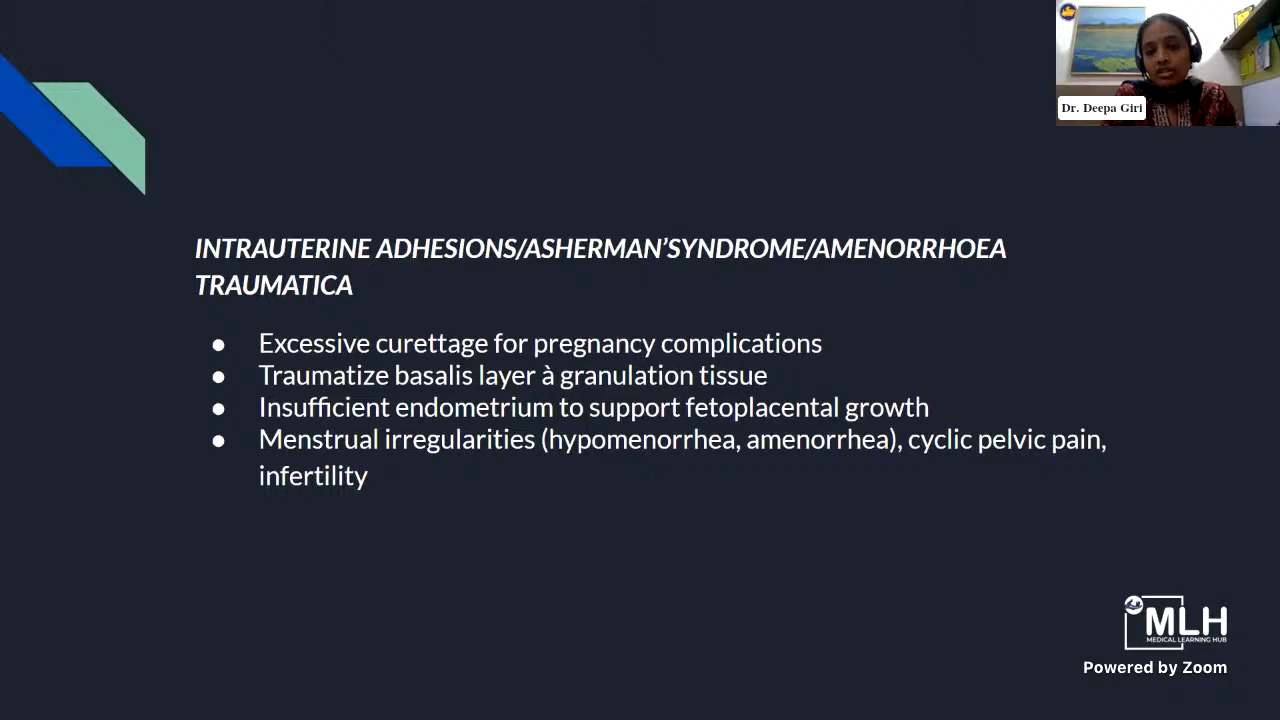 Dr. Deepa Giri
INTRAUTERINE ADHESIONS/ASHERMAN’SYNDROME/AMENORRHOEA
TRAUMATICA
● Excessive curettage for pregnancy complications
● Traumatize basalis layer à granulation tissue
● Insufficient endometrium to support fetoplacental growth
● Menstrual irregularities (hypomenorrhea, amenorrhea), cyclic pelvic pain,
infertility
MLH
MEDICAL LEARNING HUB
Powered by Zoom